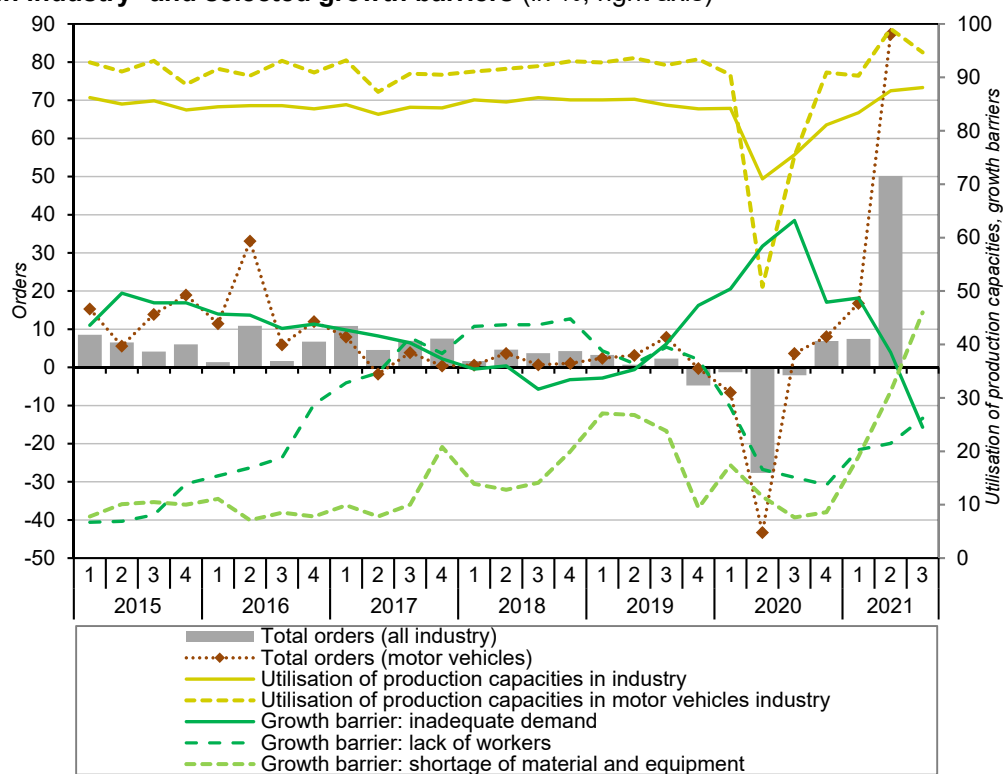 in industry and selected growth barriers (in %, right axis)
90
80
70
60
50
40
30
20
10
0
-10
-20
-30
-40
-50
Orders
100
90
80
70
60
50
40
30
20
10
0
Utilisation of production capacities, growth barriers
1 2 3 4 1 2 3 4 1 2 3 4 1 2 3 4 1 2 3 4 1 2 3 4 1 2 3
2015 2016 2017 2018 2019 2020 2021
Total orders (all industry)
Total orders (motor vehicles)
Utilisation of production capacities in industry
Utilisation of production capacities in motor vehicles industry
Growth barrier: inadequate demand
Growth barrier: lack of workers
Growth barrier: shortage of material and equipment